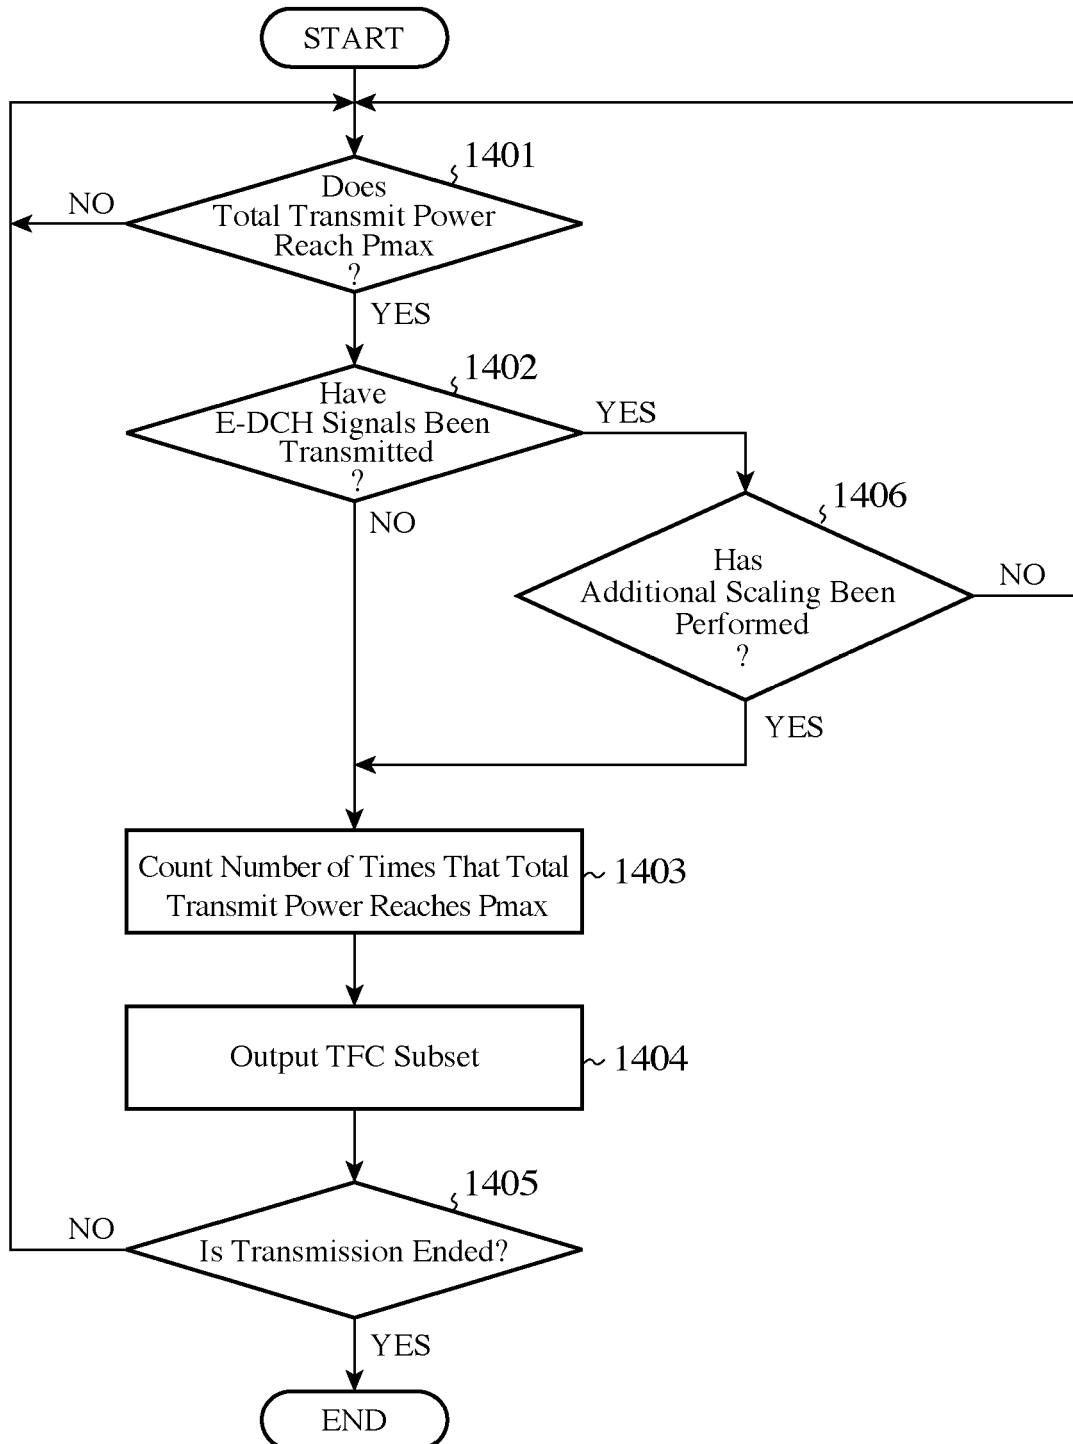 START
1401
Does
Total Transmit Power
Reach Pmax
?
NO
YES
1402
Have
E-DCH Signals Been
Transmitted
?
YES
NO
1406
Has
Additional Scaling Been
Performed
?
NO
YES
Count Number of Times That Total
Transmit Power Reaches Pmax
1403
Output TFC Subset
1404
1405
Is Transmission Ended?
NO
YES
END